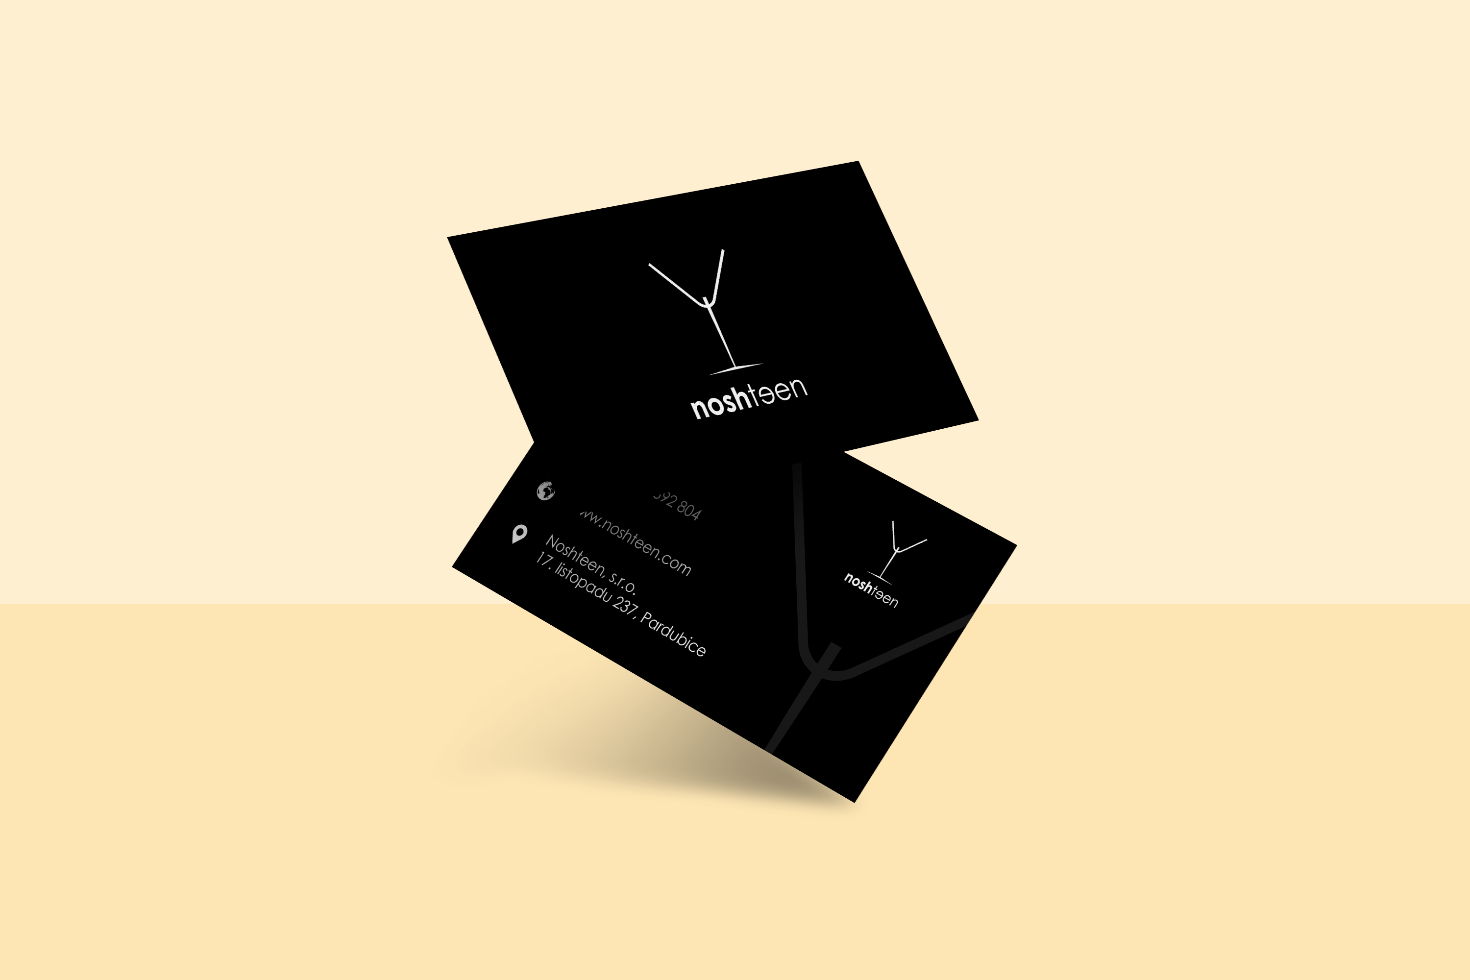 noshteen
592 804
www.noshteen.com
Noshteen, s.r.o.
17. listopadu 237, Pardubice
noshteen